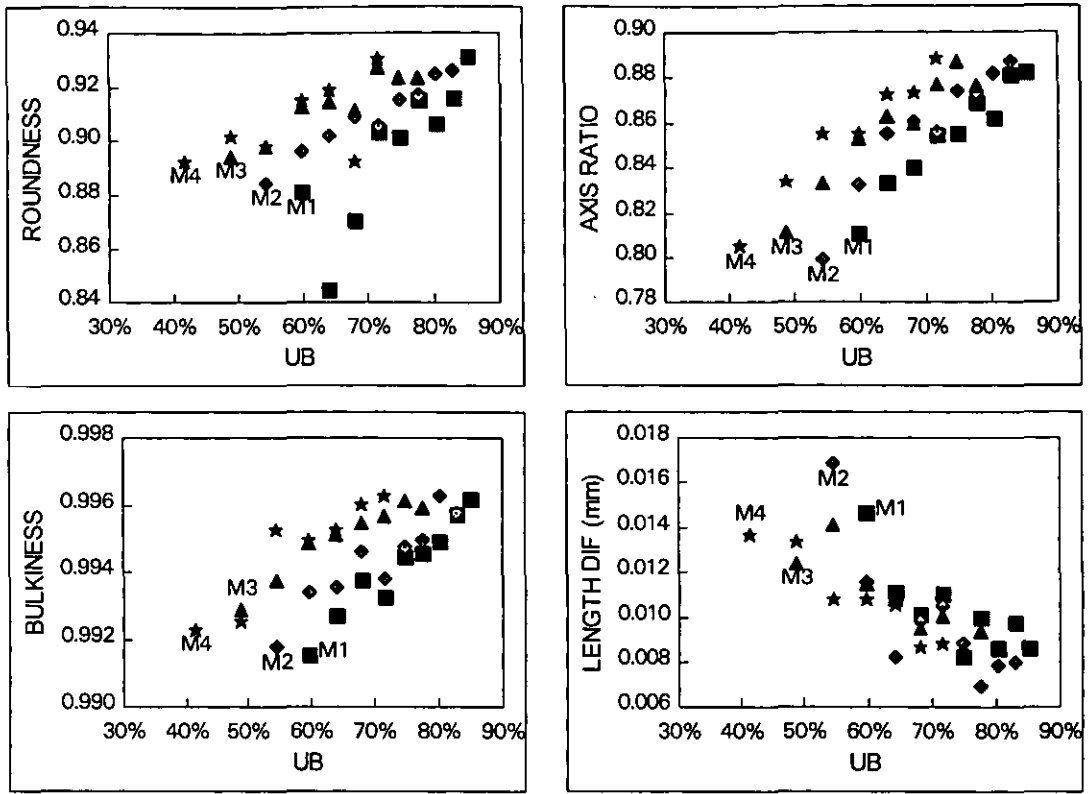 ROUNDNESS
0.94
0.92
0.90
0.88
0.86
0.84
M4
M3
M2
M1
30% 40% 50% 60% 70% 80% 90%
UB
AXIS RATIO
0.90
0.88
0.86
0.84
0.82
0.80
0.78
M4
M3
M2
M1
30% 40% 50% 60% 70% 80% 90%
UB
BULKINESS
0.998
0.996
0.994
0.992
0.990
M4
M3
M2
M1
30% 40% 50% 60% 70% 80% 90%
UB
LENGTH DIF (mm)
0.018
0.016
0.014
0.012
0.010
0.008
0.006
M4
M3
M2
M1
30% 40% 50% 60% 70% 80% 90%
UB